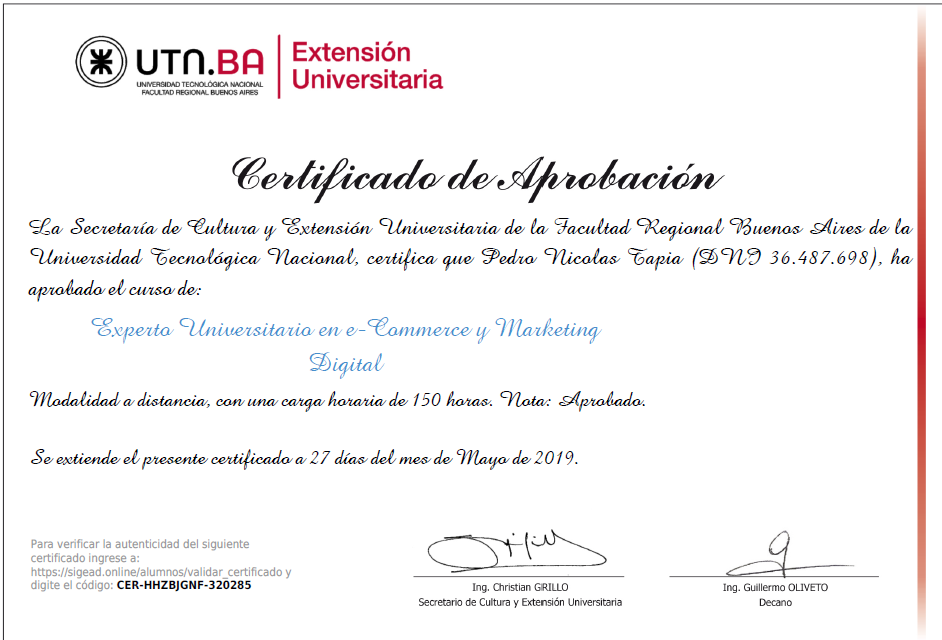 UTN.BA
UNIVERSIDAD TECNOLÓGICA NACIONAL
FACULTAD REGIONAL BUENOS AIRES
Extensión
Universitaria
Certificado de Aprobación
La Secretaría de Cultura y Extensión Universitaria de la Facultad Regional Buenos Aires de la
Universidad Tecnológica Nacional, certifica que Pedro Nicolas Tapia (DNI 36.487.698), ha
aprobado el curso de:
Experto Universitario en e-Commerce y Marketing
Digital
Modalidad a distancia, con una carga horaria de 150 horas. Nota: Aprobado.
Se extiende el presente certificado a 27 días del mes de Mayo de 2019.
Para verificar la autenticidad del siguiente
certificado ingrese a:
https://sigead.online/alumnos/validar_certificado y
digite el código: CER-HHZBJGNF-320285
Ing. Christian GIRILLO
Secretario de Cultura y Extensión Universitaria
Ing. Guillermo OLIVETO
Decano